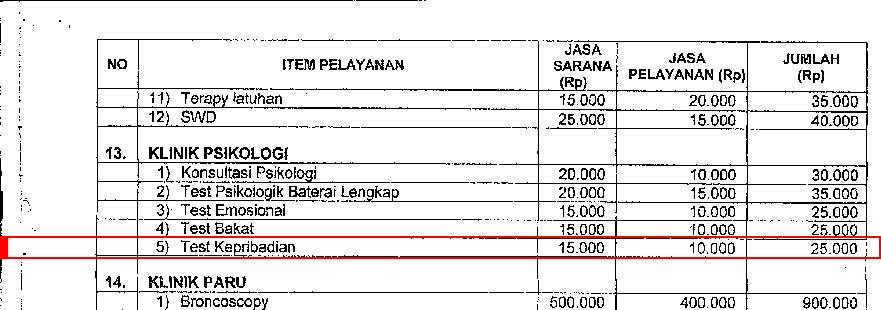 NO ITEM PELAYANAN JASA SARANA (Rp) JASA PELAYANAN (Rp) JUMLAH (Rp)
11) Terapy latuhan 15.000 20.000 35.000
12) SWD 25.000 15.000 40.000
13. KLINIK PSIKOLOGI
1) Konsultasi Psikologi 20.000 10.000 30.000
2) Test Psikologik Baterai Lengkap 20.000 15.000 35.000
3) Test Emosional 15.000 10.000 25.000
4) Test Bakat 15.000 10.000 25.000
5) Test Kepribadian 15.000 10.000 25.000
14. KLINIK PARU
1) Broncoscopy 500.000 400.000 900.000